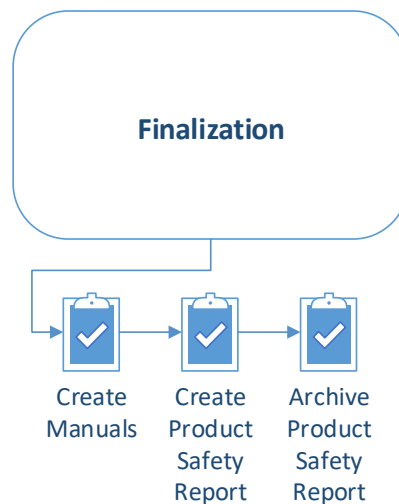 Finalization
Create
Manuals
Create
Product
Safety
Report
Archive
Product
Safety
Report